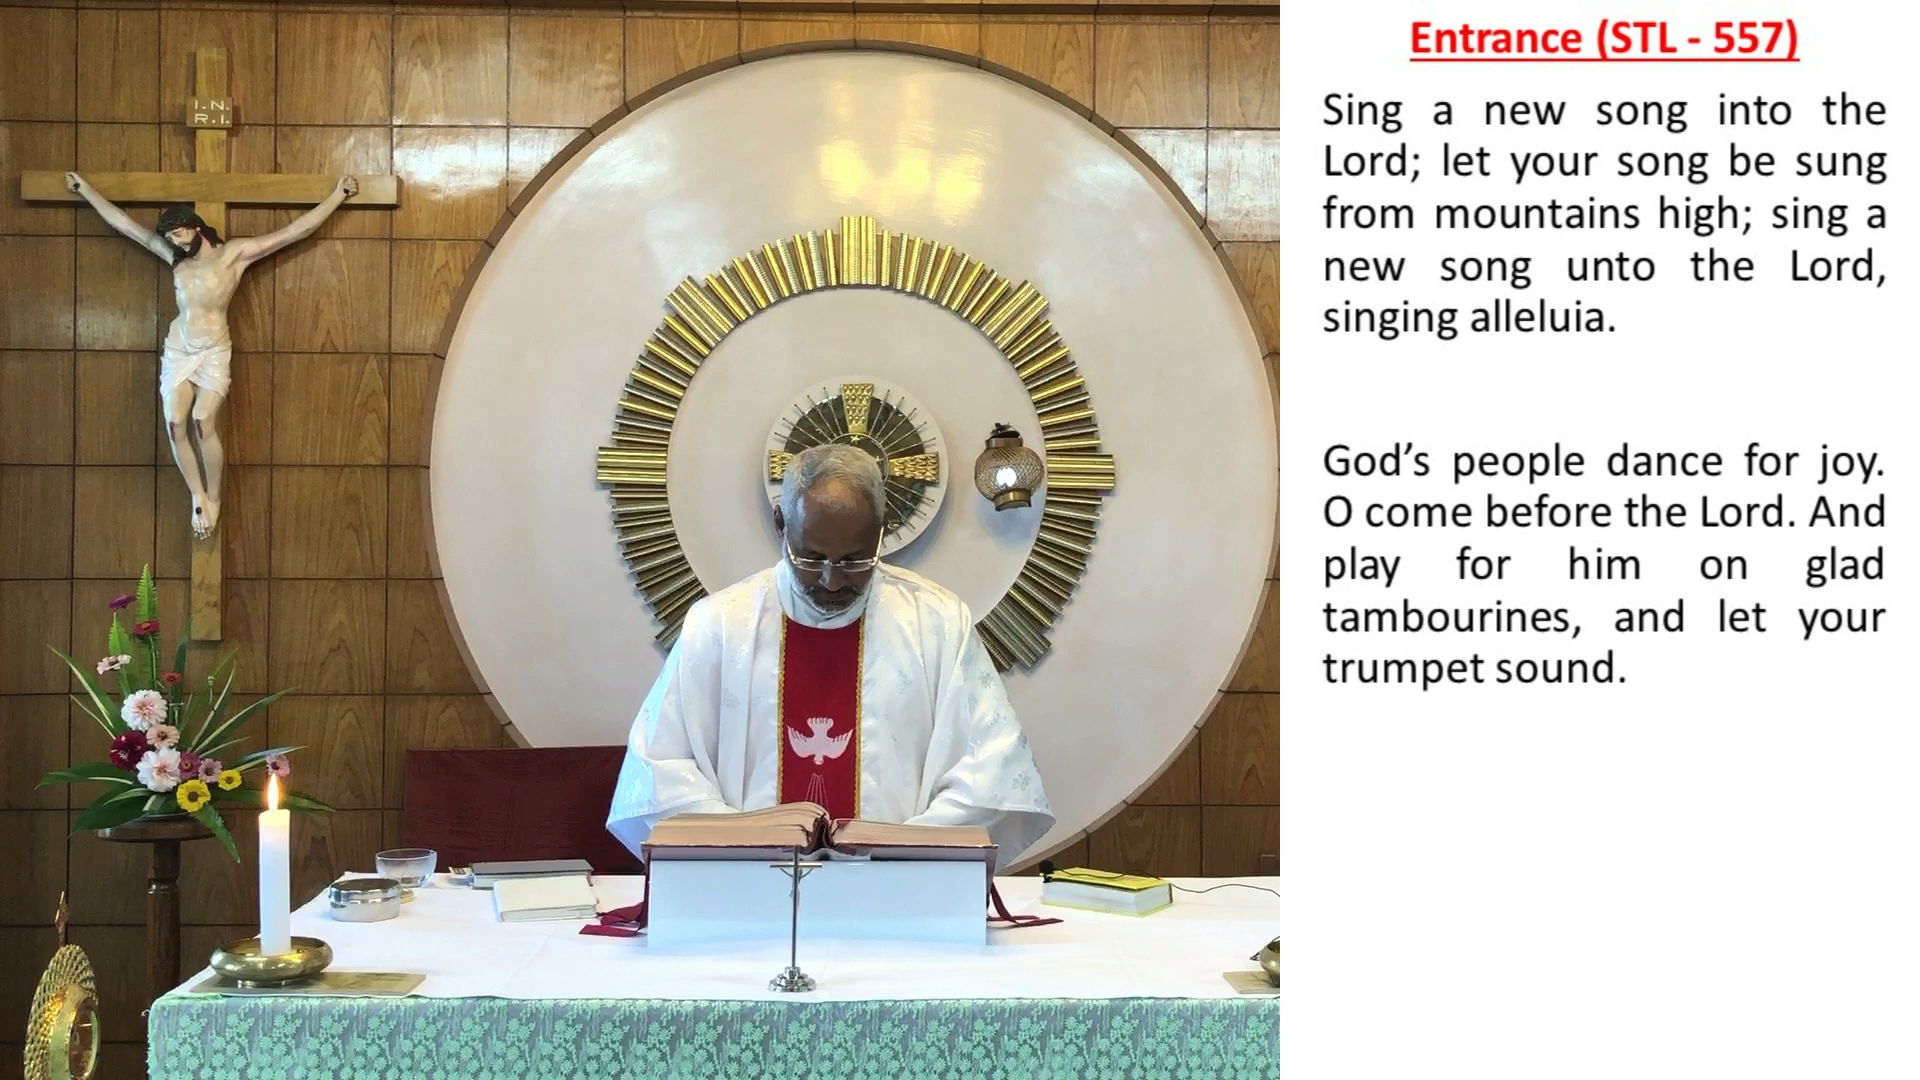 I.N.
R.I.
Entrance (STL - 557)
Sing a new song into the
Lord; let your song be sung
from mountains high; sing a
new song unto the Lord,
singing alleluia.
God’s people dance for joy.
O come before the Lord. And
play for him on glad
tambourines, and let your
trumpet sound.